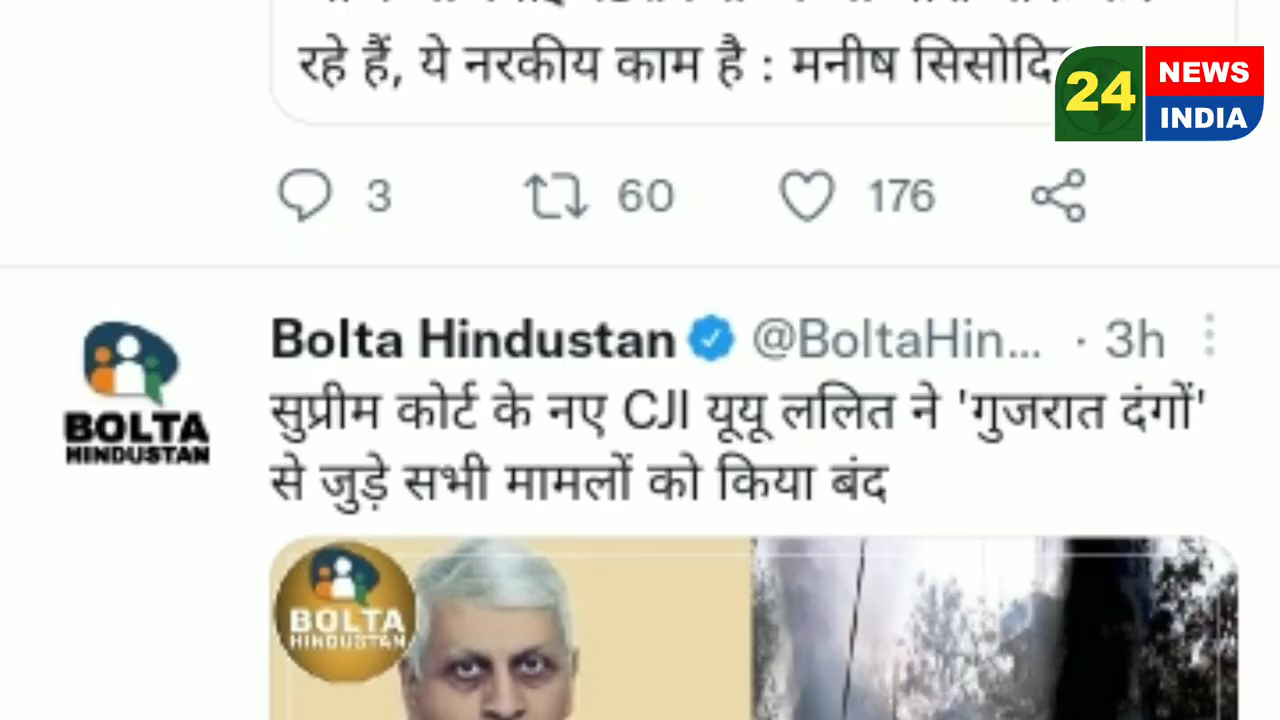 रहे हैं, ये नरकीय काम है : मनीष
24 NEWS
INDIA
3 60 176
Bolta Hindustan @BoltaHin... · 3h
सुप्रीम कोर्ट के नए CJI यूयू ललित ने 'गुजरात दंगों'
से जुड़े सभी मामलों को किया बंद
BOLTA
HINDUSTAN
BOLTA
HINDUSTAN